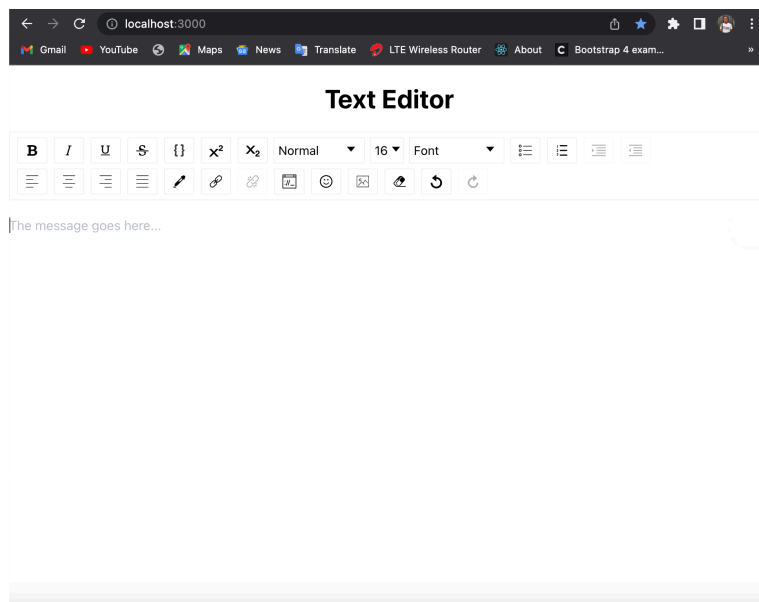 localhost:3000
Gmail YouTube Maps News Translate LTE Wireless Router About C Bootstrap 4 exam... »
Text Editor
B I U S {} x² x₂ Normal 16 Font
The message goes here...